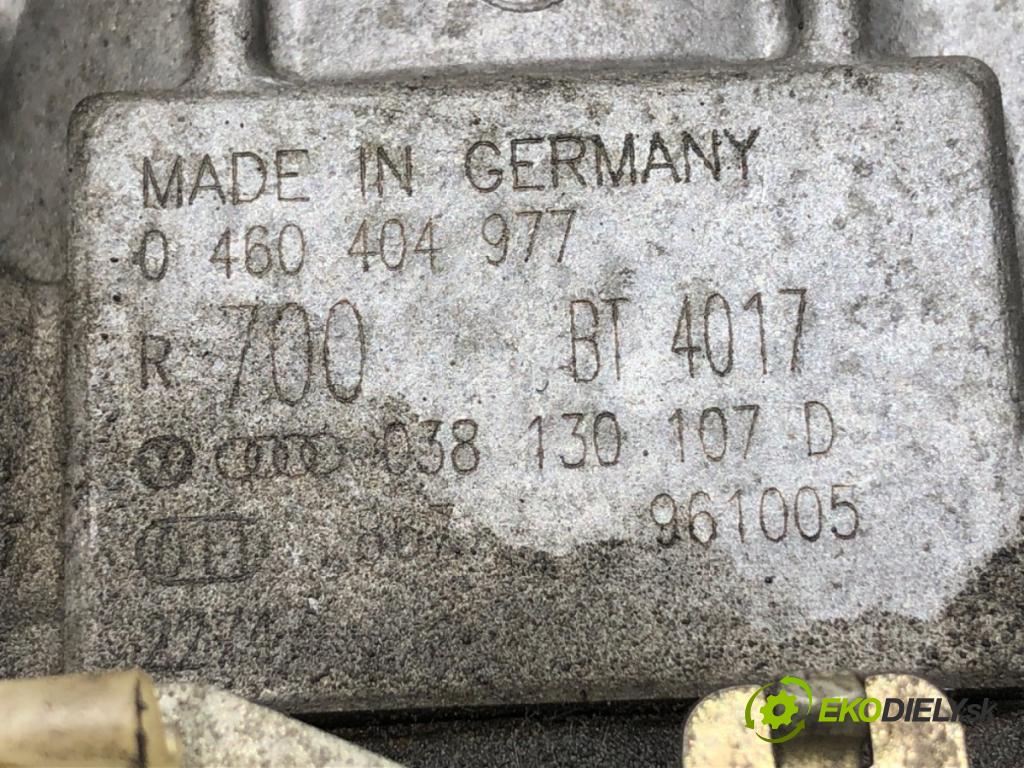 MADE IN GERMANY
0 460 404 977
R 700 BT 4017
038 130 107 D
961005
EKODIELY.sk